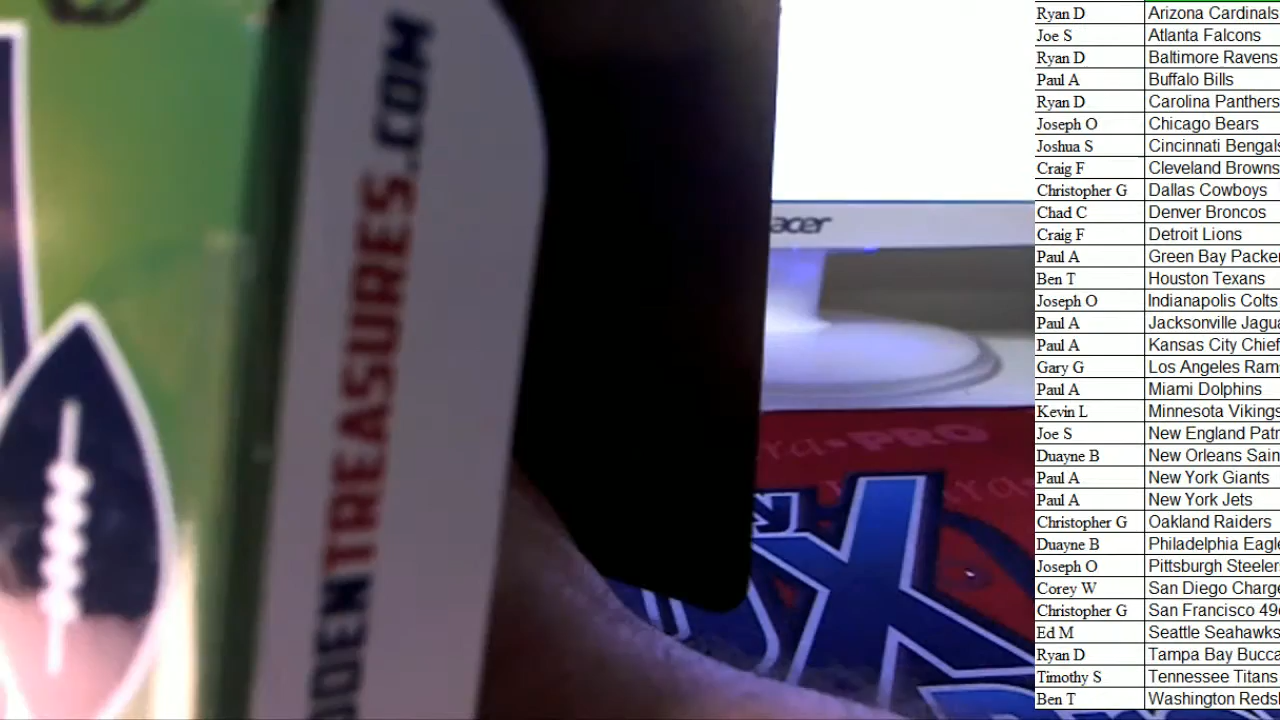 Ryan D Arizona Cardinals
Joe S Atlanta Falcons
Ryan D Baltimore Ravens
Paul A Buffalo Bills
Ryan D Carolina Panthers
Joseph O Chicago Bears
Joshua S Cincinnati Bengals
Craig F Cleveland Browns
Christopher G Dallas Cowboys
Chad C Denver Broncos
Craig F Detroit Lions
Paul A Green Bay Packe
Ben T Houston Texans
Joseph O Indianapolis Colts
Paul A Jacksonville Jagua
Paul A Kansas City Chief
Gary G Los Angeles Ram
Paul A Miami Dolphins
Kevin L Minnesota Vikings
Joe S New England Patr
Duayne B New Orleans Sain
Paul A New York Giants
Paul A New York Jets
Christopher G Oakland Raiders
Duayne B Philadelphia Eagle
Joseph O Pittsburgh Steeler
Corey W San Diego Charge
Christopher G San Francisco 49e
Ed M Seattle Seahawks
Ryan D Tampa Bay Bucca
Timothy S Tennessee Titans
Ben T Washington Reds
DENTREASURES.COM
acer
PRO